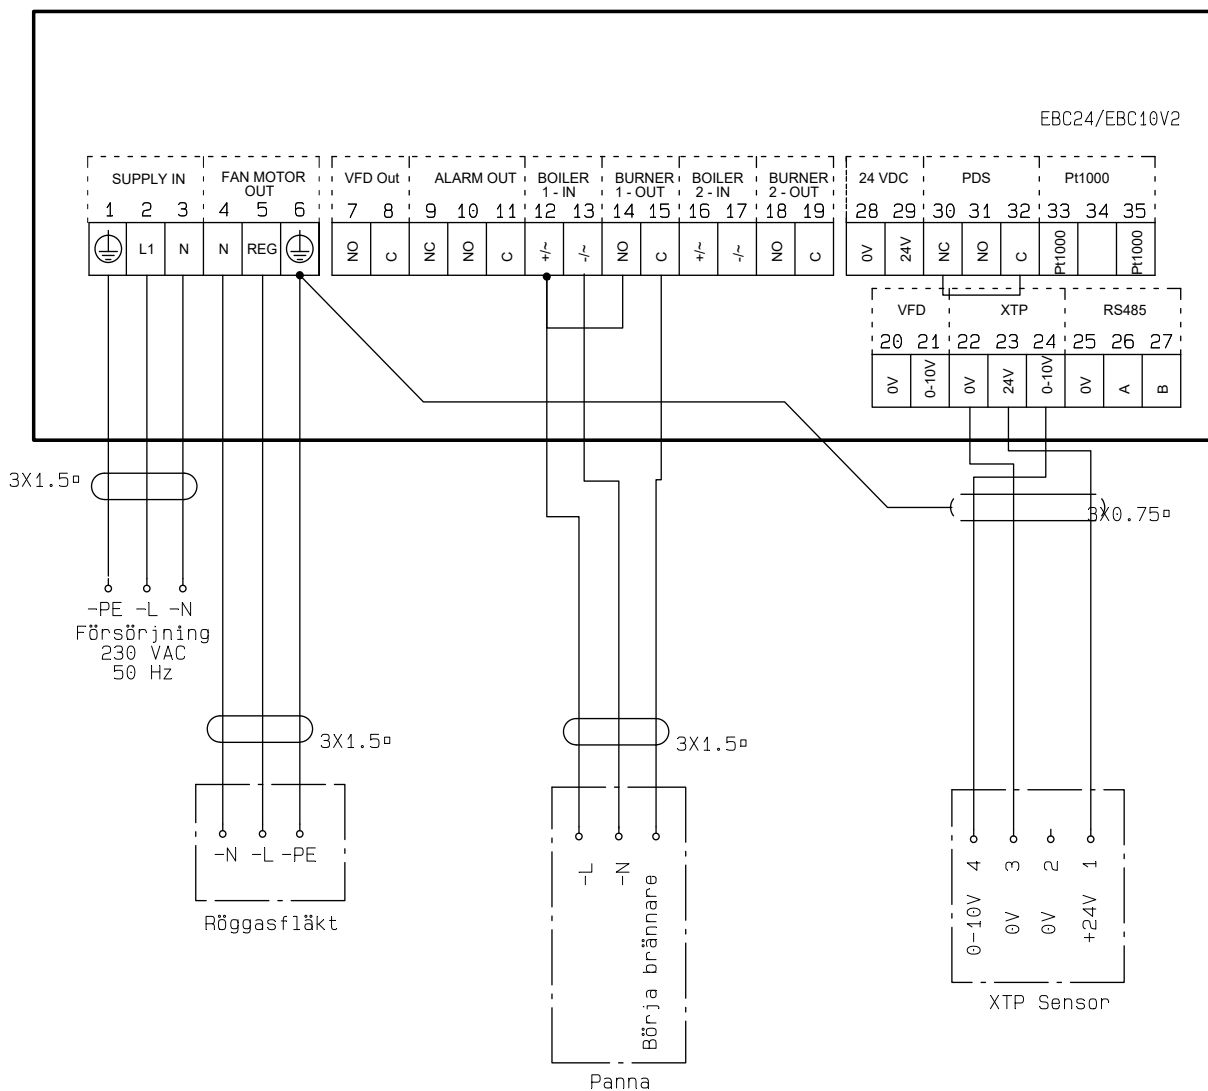 EBC24/EBC10V2
SUPPLY IN
FAN MOTOR
OUT
VFD Out
ALARM OUT
BOILER
1 - IN
BURNER
1 - OUT
BOILER
2 - IN
BURNER
2 - OUT
24 VDC
PDS
Pt1000
1 2 3 4 5 6 7 8 9 10 11 12 13 14 15 16 17 18 19 28 29 30 31 32 33 34 35
L1 N N REG NO C NC NO C +/~ -/~ NO C +/~ -/~ NO C 0V 24V NC NO C Pt1000 Pt1000
VFD
XTP
RS485
20 21 22 23 24 25 26 27
0V 0-10V 0V 24V 0-10V 0V A B
3X1.5¤
3X0.75¤
-PE -L -N
Försörjning
230 VAC
50 Hz
3X1.5¤
3X1.5¤
-N -L -PE
Röggasfläkt
-L
-N
Börja brännare
Panna
4 3 2 1
0-10V 0V 0V +24V
XTP Sensor